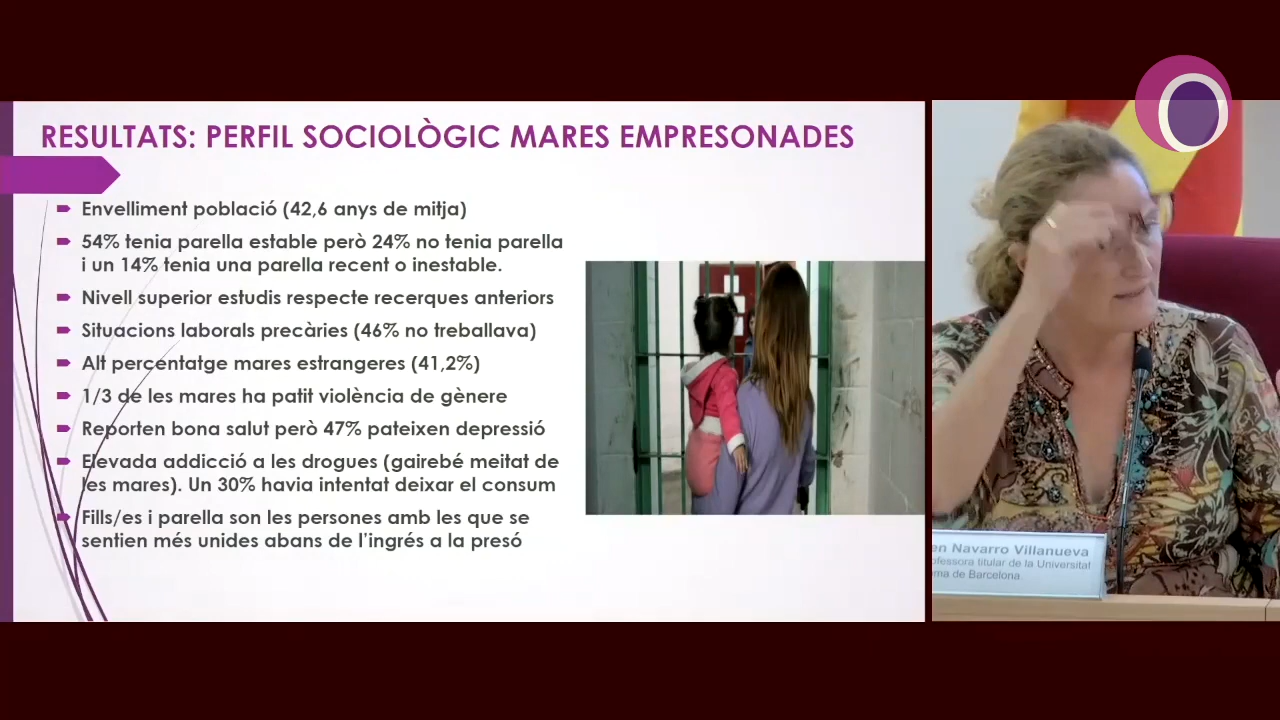 RESULTATS: PERFIL SOCIOLÒGIC MARES EMPRESONADES
Envelliment població (42,6 anys de mitja)
54% tenia parella estable però 24% no tenia parella
i un 14% tenia una parella recent o inestable.
Nivell superior estudis respecte recerques anteriors
Situacions laborals precàries (46% no treballava)
Alt percentatge mares estrangeres (41,2%)
1/3 de les mares ha patit violència de gènere
Reporten bona salut però 47% pateixen depressió
Elevada addicció a les drogues (gairebé meitat de
les mares). Un 30% havia intentat deixar el consum
Fills/es i parella son les persones amb les que se
sentien més unides abans de l'ingrés a la presó
en Navarro Villanueva
ofessora titular de la Universitat
oma de Barcelona